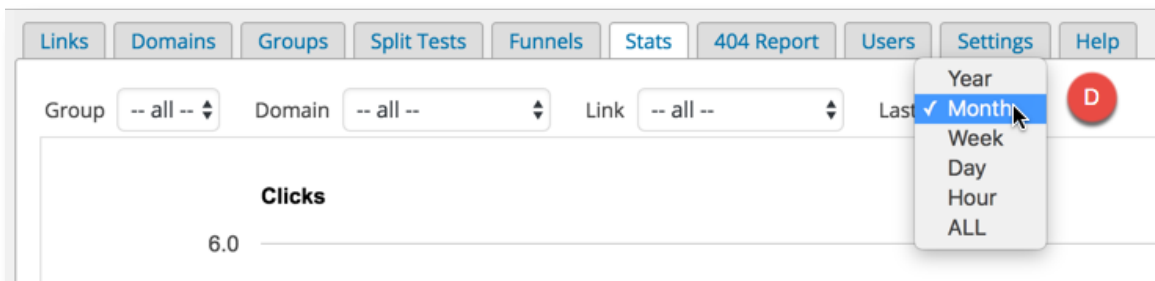 Links Domains Groups Split Tests Funnels Stats 404 Report Users Settings Help
Group -- all -- Domain -- all -- Link -- all -- Last ✓ Month
Year
Week
Day
Hour
ALL
D
Clicks
6.0